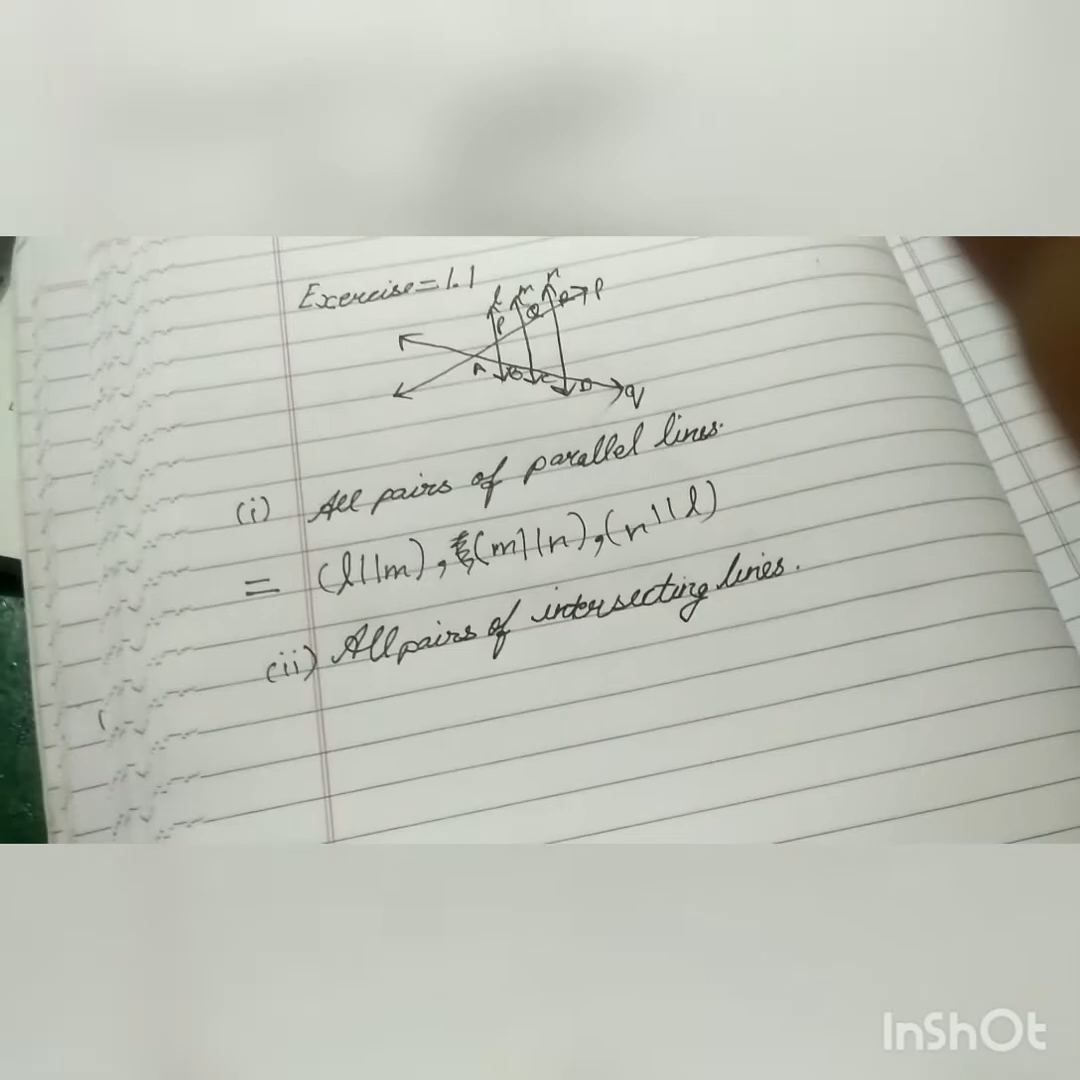 Exercise=1.1
l m n
P Q R P
A B C D q
(i) All pairs of parallel lines.
= (l||m), (m||n), (n||l)
(ii) All pairs of intersecting lines.
InShOt